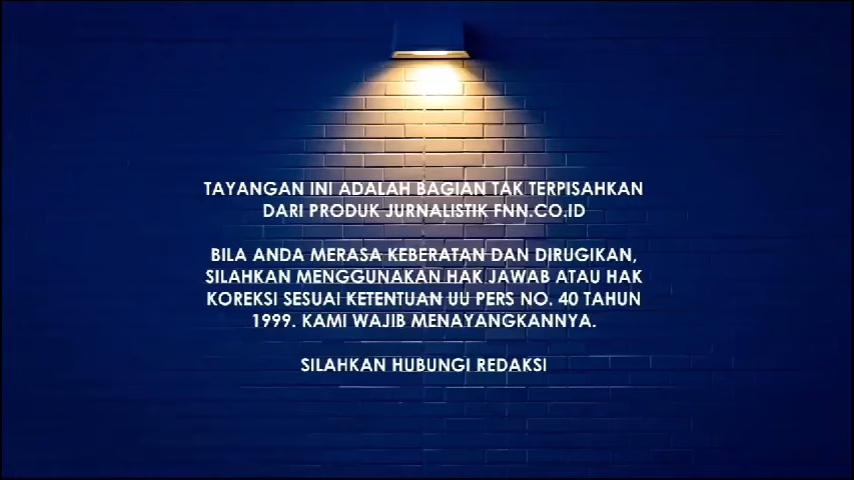 TAYANGAN INI ADALAH BAGIAN TAK TERPISAHKAN
DARI PRODUK JURNALISTIK FNN.CO.ID
BILA ANDA MERASA KEBERATAN DAN DIRUGIKAN,
SILAHKAN MENGGUNAKAN HAK JAWAB ATAU HAK
KOREKSI SESUAI KETENTUAN UU PERS NO. 40 TAHUN
1999. KAMI WAJIB MENAYANGKANNYA.
SILAHKAN HUBUNGI REDAKSI